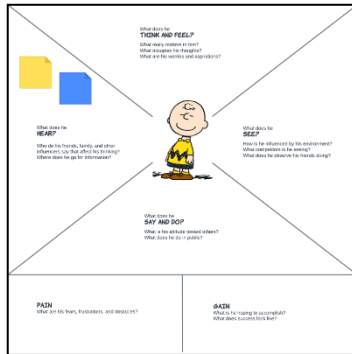 What does he
THINK AND FEEL?
What really matters to him?
What occupies his thoughts?
What are his worries and aspirations?
What does he
HEAR?
Who do his friends, family, and other
influencers say that affect his thinking?
Where does he go for information?
What does he
SEE?
How is he influenced by his environment?
What competitors is he seeing?
What does he observe his friends doing?
What does he
SAY AND DO?
What is his attitude toward others?
What does he do in public?
PAIN
What are his fears, frustrations, and obstacles?
GAIN
What is he hoping to accomplish?
What does success look like?